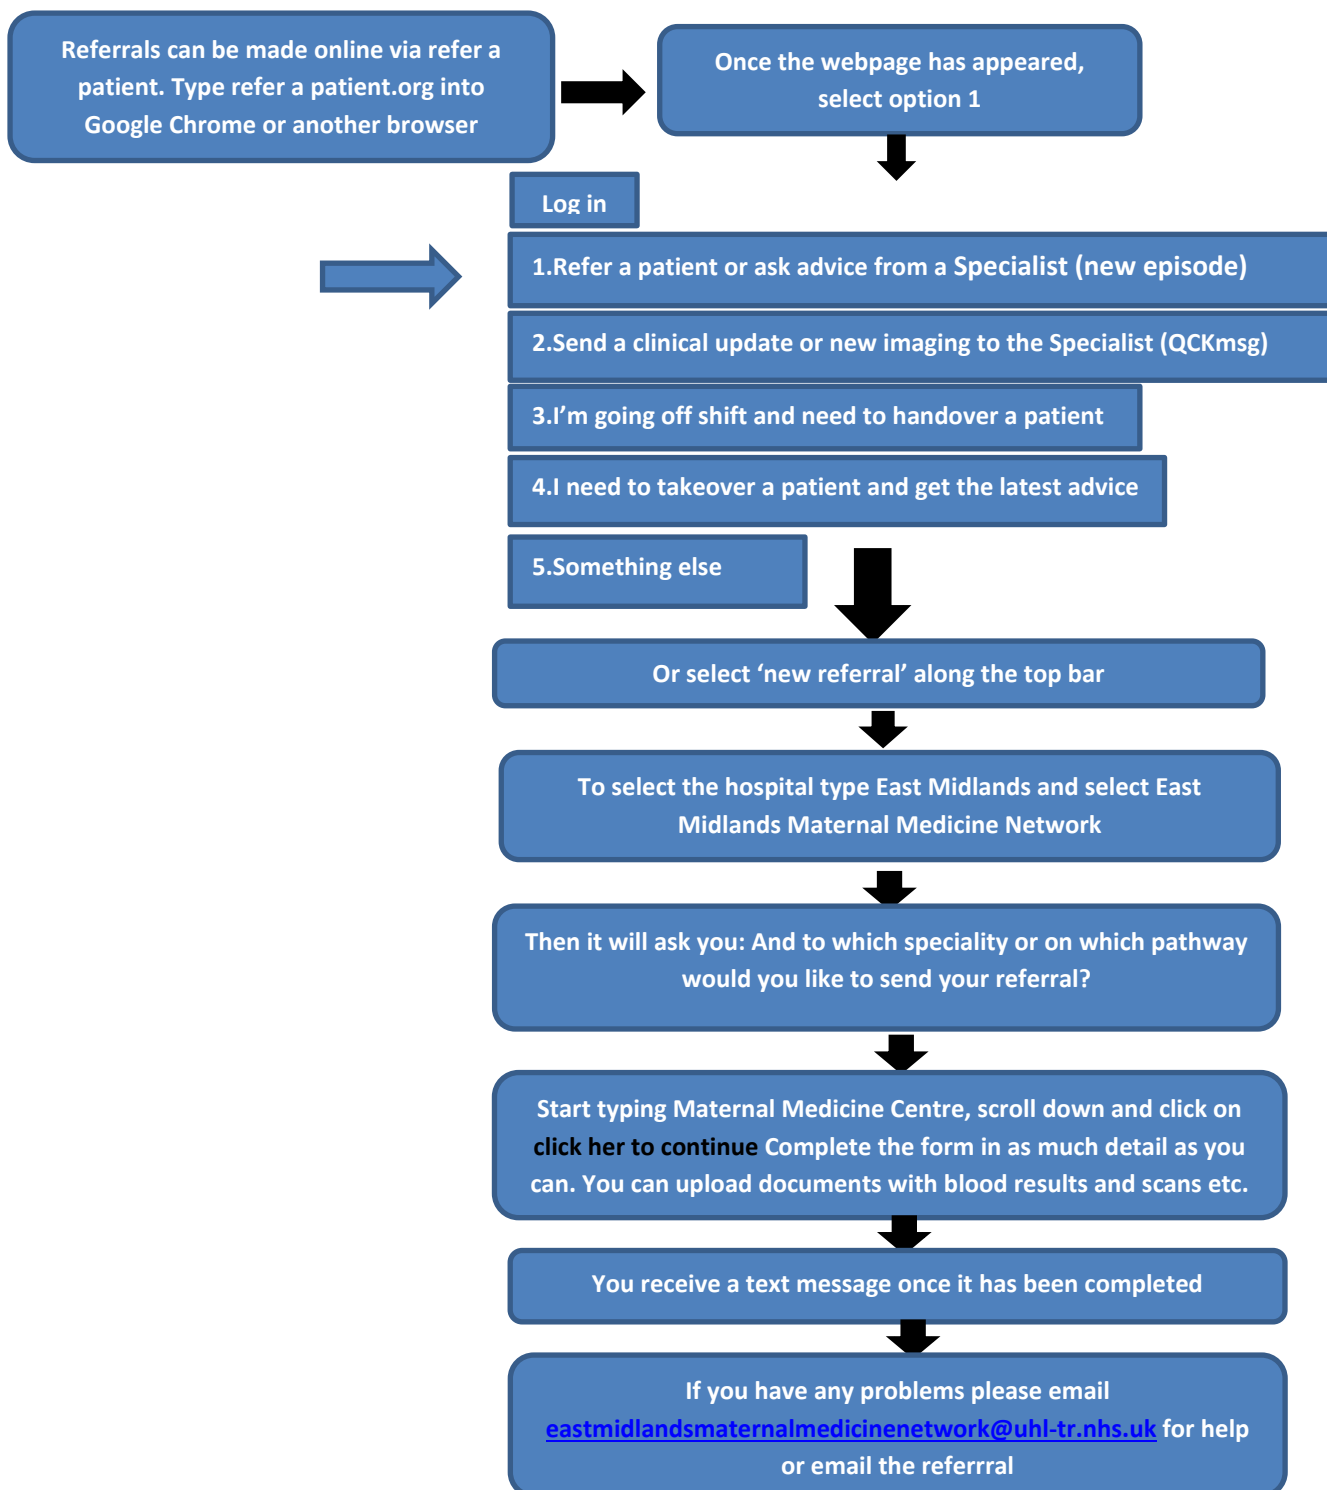 Referrals can be made online via refer a
patient. Type refer a patient.org into
Google Chrome or another browser
Once the webpage has appeared,
select option 1
Log in
1.Refer a patient or ask advice from a Specialist (new episode)
2.Send a clinical update or new imaging to the Specialist (QCKmsg)
3.I'm going off shift and need to handover a patient
4.I need to takeover a patient and get the latest advice
5.Something else
Or select ‘new referral’ along the top bar
To select the hospital type East Midlands and select East
Midlands Maternal Medicine Network
Then it will ask you: And to which speciality or on which pathway
would you like to send your referral?
Start typing Maternal Medicine Centre, scroll down and click on
click her to continue Complete the form in as much detail as you
can. You can upload documents with blood results and scans etc.
You receive a text message once it has been completed
If you have any problems please email
eastmidlandsmaternalmedicinenetwork@uhl-tr.nhs.uk for help
or email the referrral